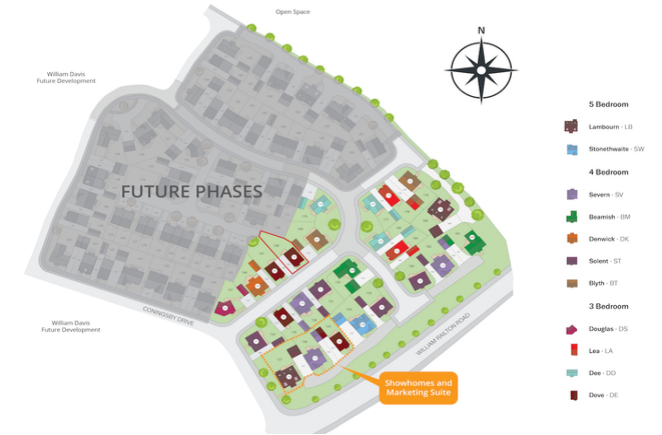 Open Space
N
William Davis
Future Development
5 Bedroom
Lambourn - LB
Stonethwaite - SW
4 Bedroom
FUTURE PHASES
Severn - SV
Beamish - BM
Denwick - DK
Solent - ST
Blyth - BT
3 Bedroom
CONINGSBY DRIVE
William Davis
Future Development
Douglas - DS
WILLIAM RAILTON ROAD
Lea - LA
Dee - DD
Showhomes and
Marketing Suite
Dove - DE